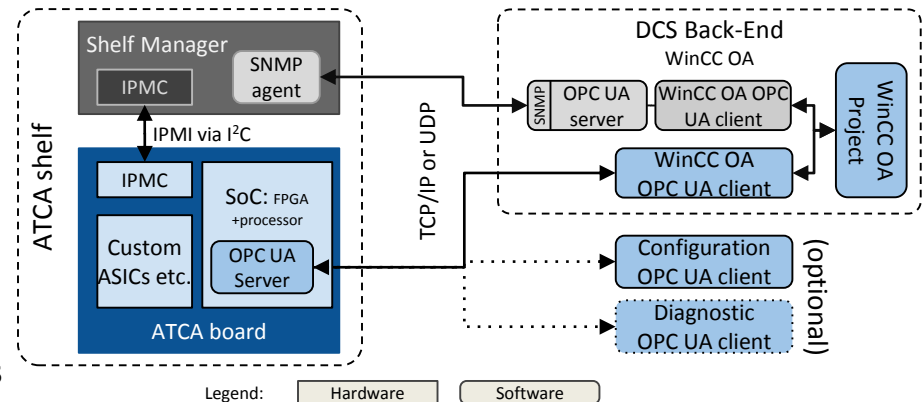 ATCA shelf
Shelf Manager
IPMC
SNMP
agent
IPMI via I²C
IPMC
Custom
ASICs etc.
SoC: FPGA
+processor
OPC UA
Server
ATCA board
TCP/IP or UDP
DCS Back-End
WinCC OA
SNMP
OPC UA
server
WinCC OA OPC
UA client
WinCC OA
OPC UA client
WinCC OA
Project
Configuration
OPC UA client
Diagnostic
OPC UA client
(optional)
Legend:
Hardware
Software